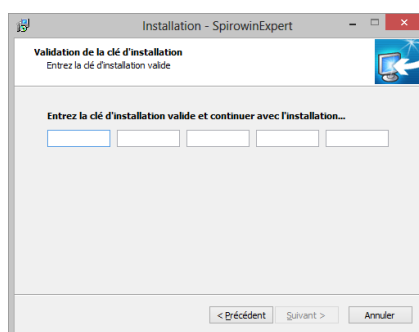 Installation - SpirowinExpert
Validation de la clé d'installation
Entrez la clé d'installation valide
Entrez la clé d'installation valide et continuer avec l'installation...
< Précédent Suivant > Annuler